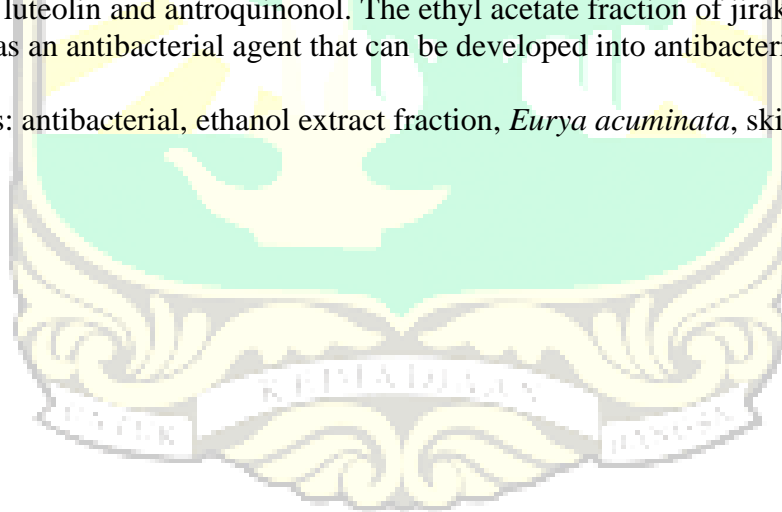 luteolin and antroquinonol. The ethyl acetate fraction of jirak
as an antibacterial agent that can be developed into antibacteri
s: antibacterial, ethanol extract fraction, Eurya acuminata, ski